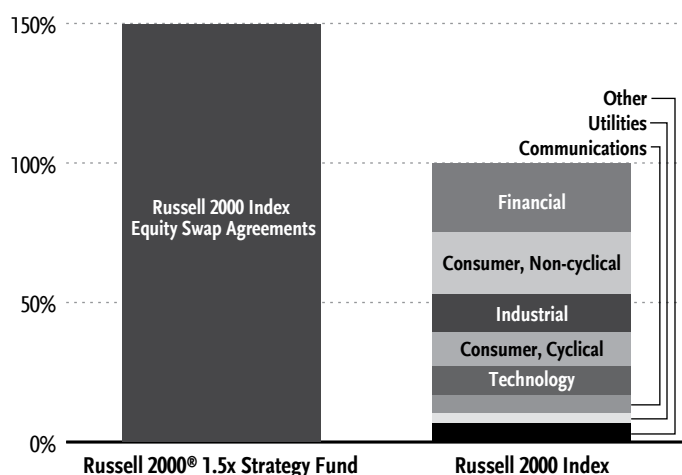 150%
Other
Utilities
Communications
100%
Financial
Russell 2000 Index
Equity Swap Agreements
Consumer, Non-cyclical
50%
Industrial
Consumer, Cyclical
Technology
0%
Russell 2000® 1.5x Strategy Fund
Russell 2000 Index